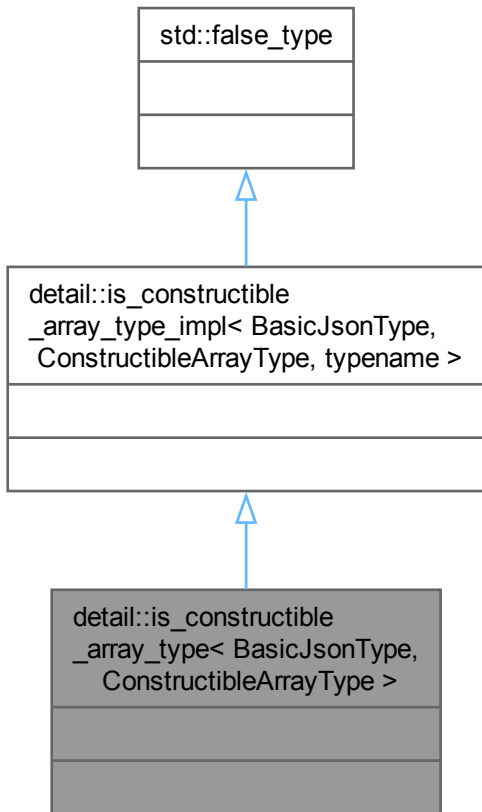 std::false_type
detail::is_constructible
_array_type_impl< BasicJsonType,
 ConstructibleArrayType, typename >
detail::is_constructible
_array_type< BasicJsonType,
 ConstructibleArrayType >